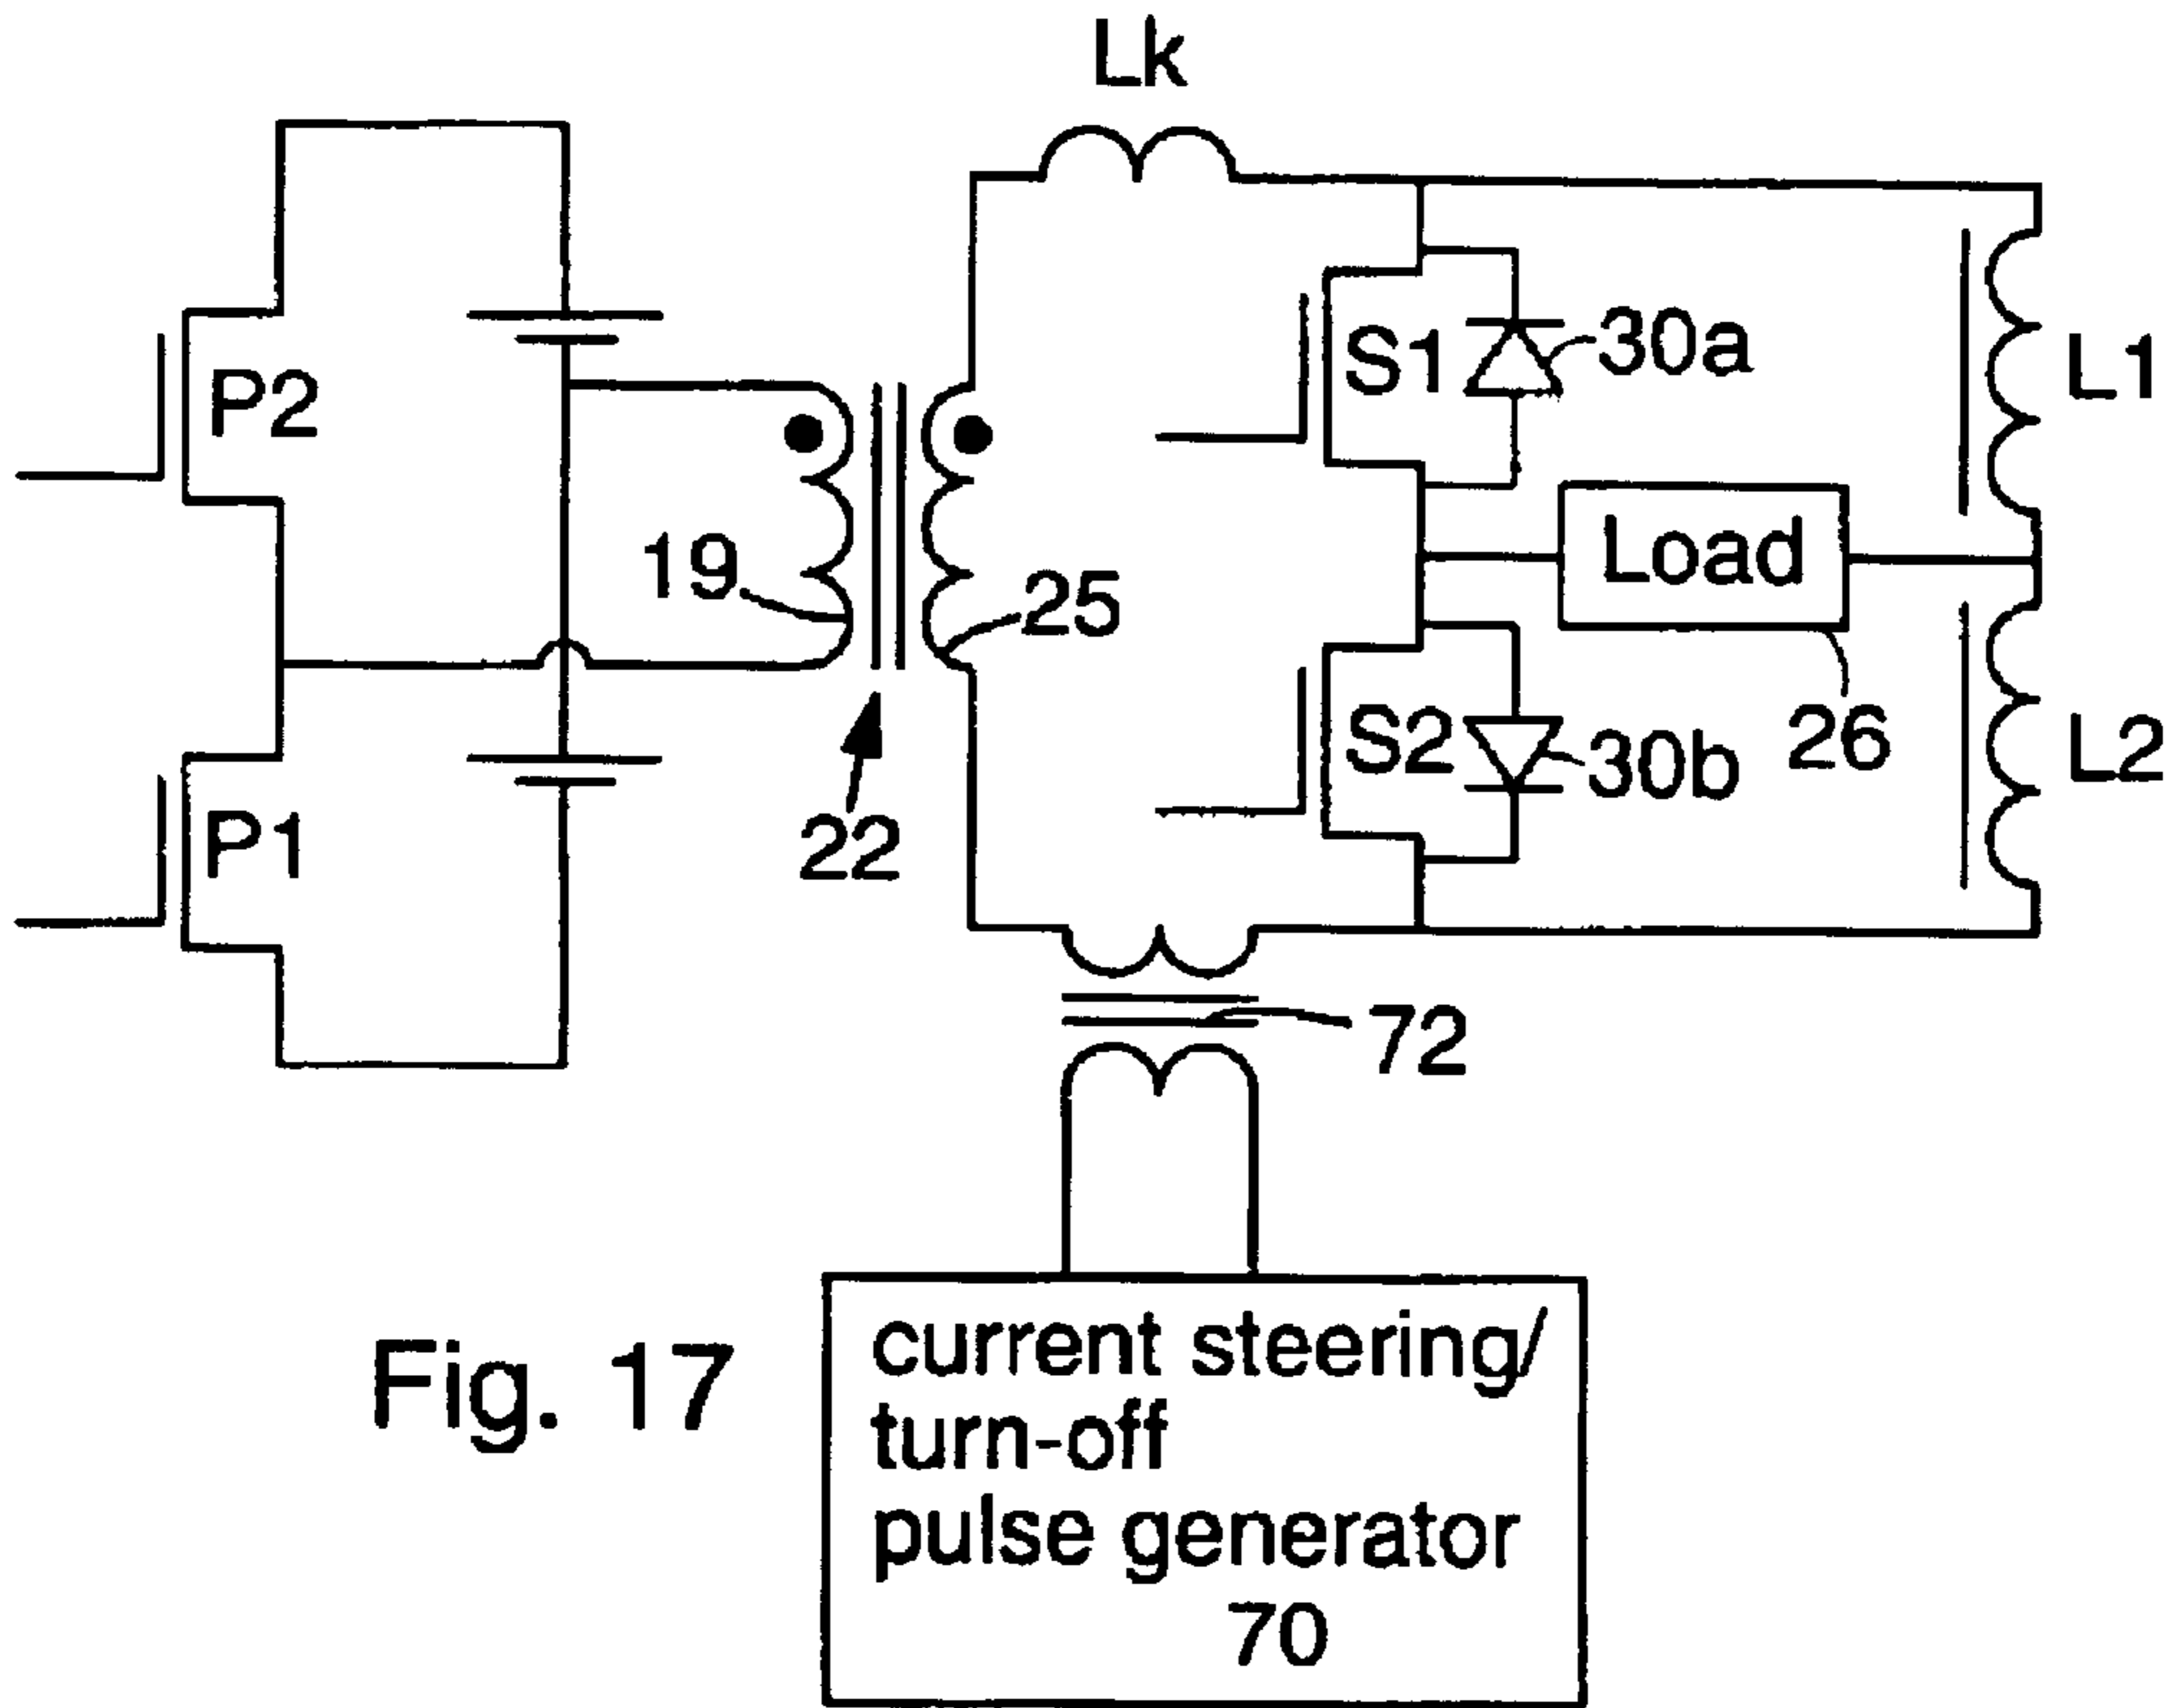 Lk
P2
S1
30a
L1
Load
19
25
S2
30b
26
L2
P1
22
72
Fig. 17
current steering/
turn-off
pulse generator
70